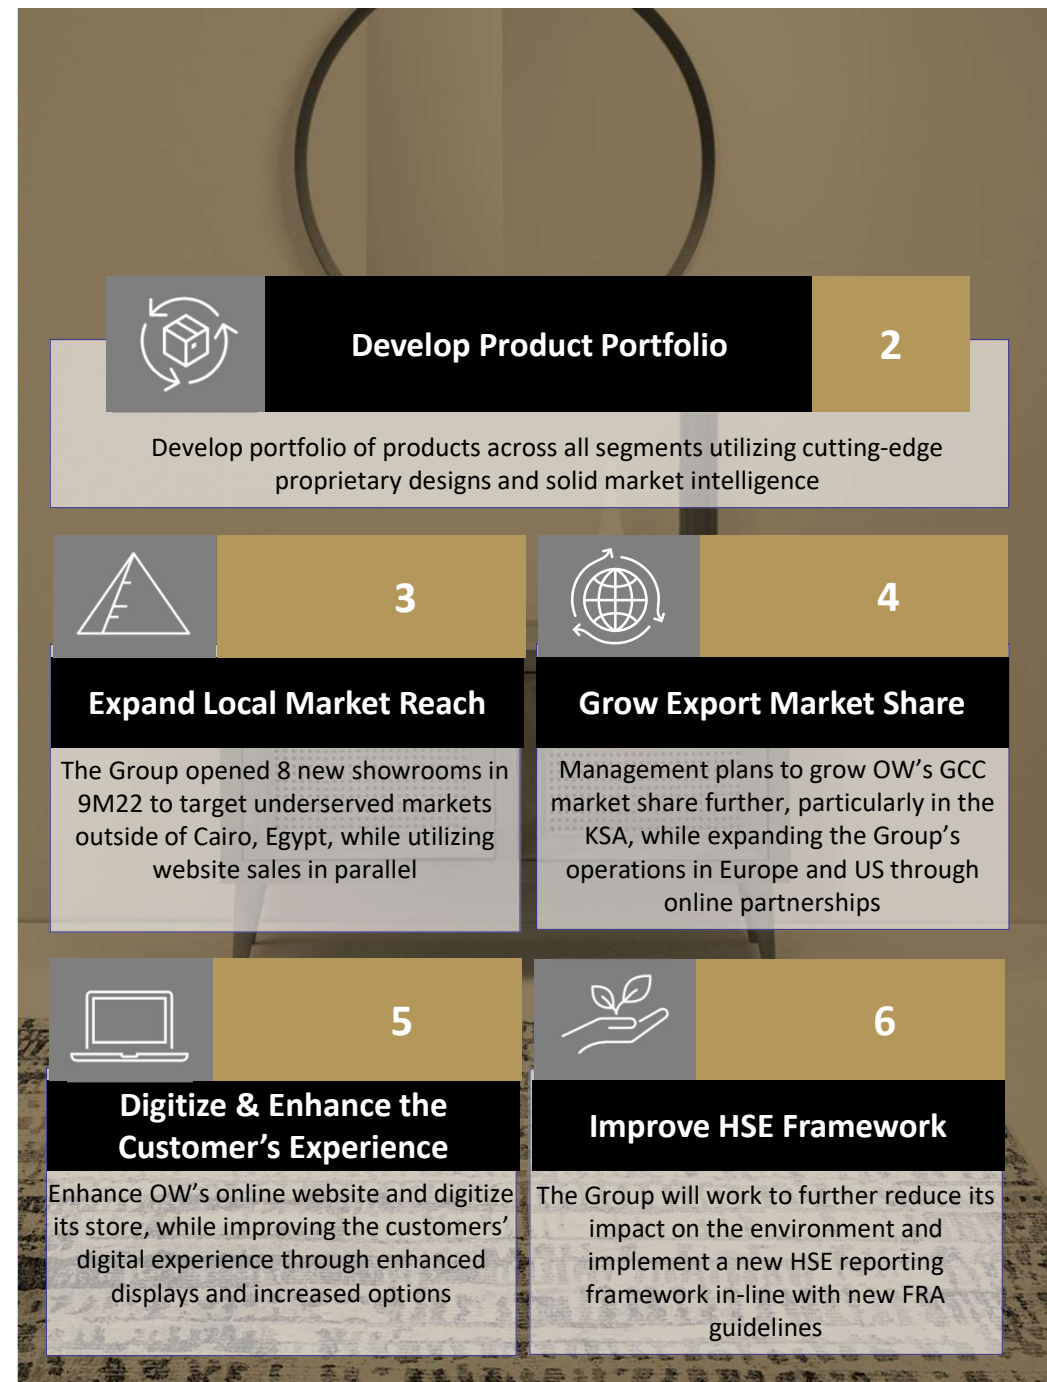 Develop Product Portfolio
2
Develop portfolio of products across all segments utilizing cutting-edge
proprietary designs and solid market intelligence
3
Expand Local Market Reach
The Group opened 8 new showrooms in
9M22 to target underserved markets
outside of Cairo, Egypt, while utilizing
website sales in parallel
4
Grow Export Market Share
Management plans to grow OW’s GCC
market share further, particularly in the
KSA, while expanding the Group’s
operations in Europe and US through
online partnerships
5
Digitize & Enhance the
Customer’s Experience
Enhance OW’s online website and digitize
its store, while improving the customers’
digital experience through enhanced
displays and increased options
6
Improve HSE Framework
The Group will work to further reduce its
impact on the environment and
implement a new HSE reporting
framework in-line with new FRA
guidelines